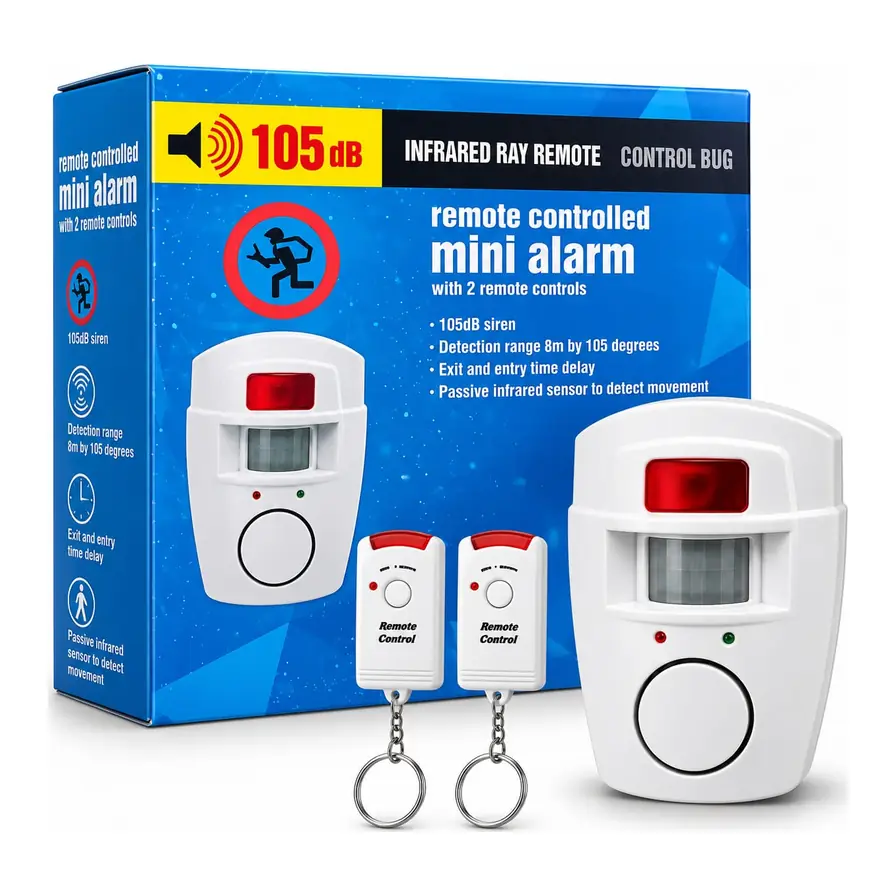 remote controlled
mini alarm
with 2 remote controls
105dB siren
Detection range
8m by 105 degrees
Exit and entry
time delay
Passive infrared
sensor to detect
movement
105 dB
INFRARED RAY REMOTE CONTROL BUG
remote controlled
mini alarm
with 2 remote controls
• 105dB siren
• Detection range 8m by 105 degrees
• Exit and entry time delay
• Passive infrared sensor to detect movement
Remote
Control
Remote
Control